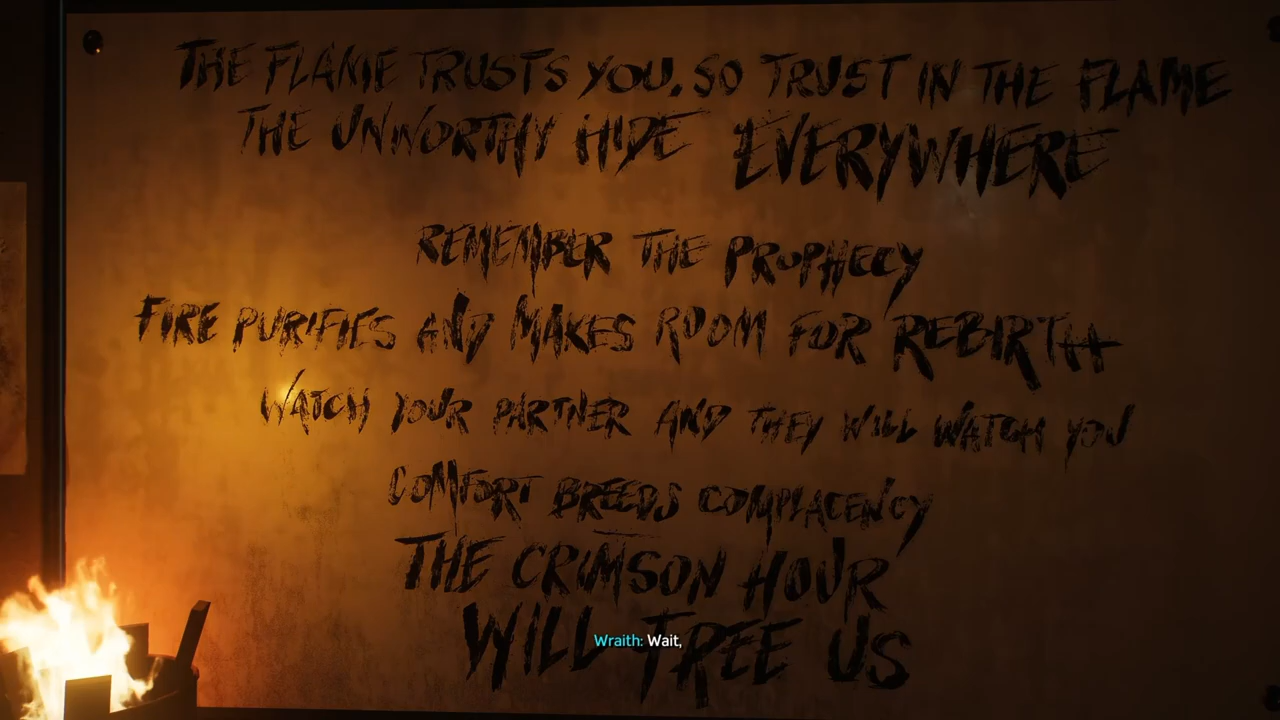 THE FLAME TRUSTS YOU. SO TRUST IN THE FLAME
THE UNWORTHY HIDE EVERYWHERE
REMEMBER THE PROPHECY
FIRE PURIFIES AND MAKES ROOM FOR REBIRTH
WATCH YOUR PARTNER AND THEY WILL WATCH YOU
COMFORT BREEDS COMPLACENCY
THE CRIMSON HOUR
WILL FREE US
Wraith: Wait,